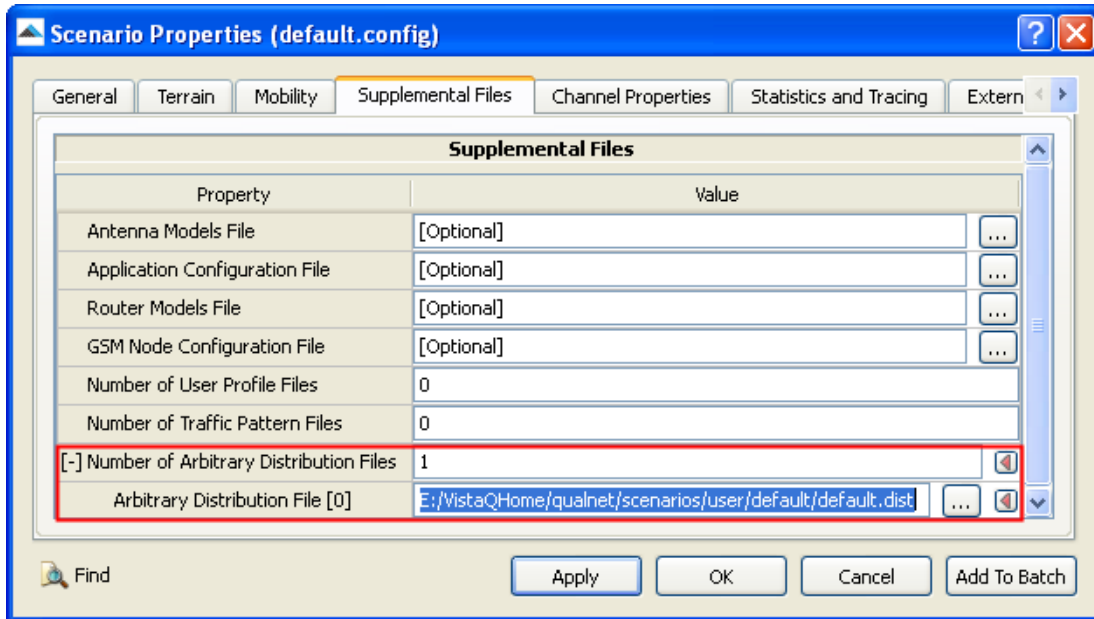 Scenario Properties (default.config)
General Terrain Mobility Supplemental Files Channel Properties Statistics and Tracing Extern
Supplemental Files
Property Value
Antenna Models File [Optional] ...
Application Configuration File [Optional] ...
Router Models File [Optional] ...
GSM Node Configuration File [Optional] ...
Number of User Profile Files 0
Number of Traffic Pattern Files 0
[-] Number of Arbitrary Distribution Files 1
Arbitrary Distribution File [0] E:/VistaQHome/qualnet/scenarios/user/default/default.dist ...
Find Apply OK Cancel Add To Batch